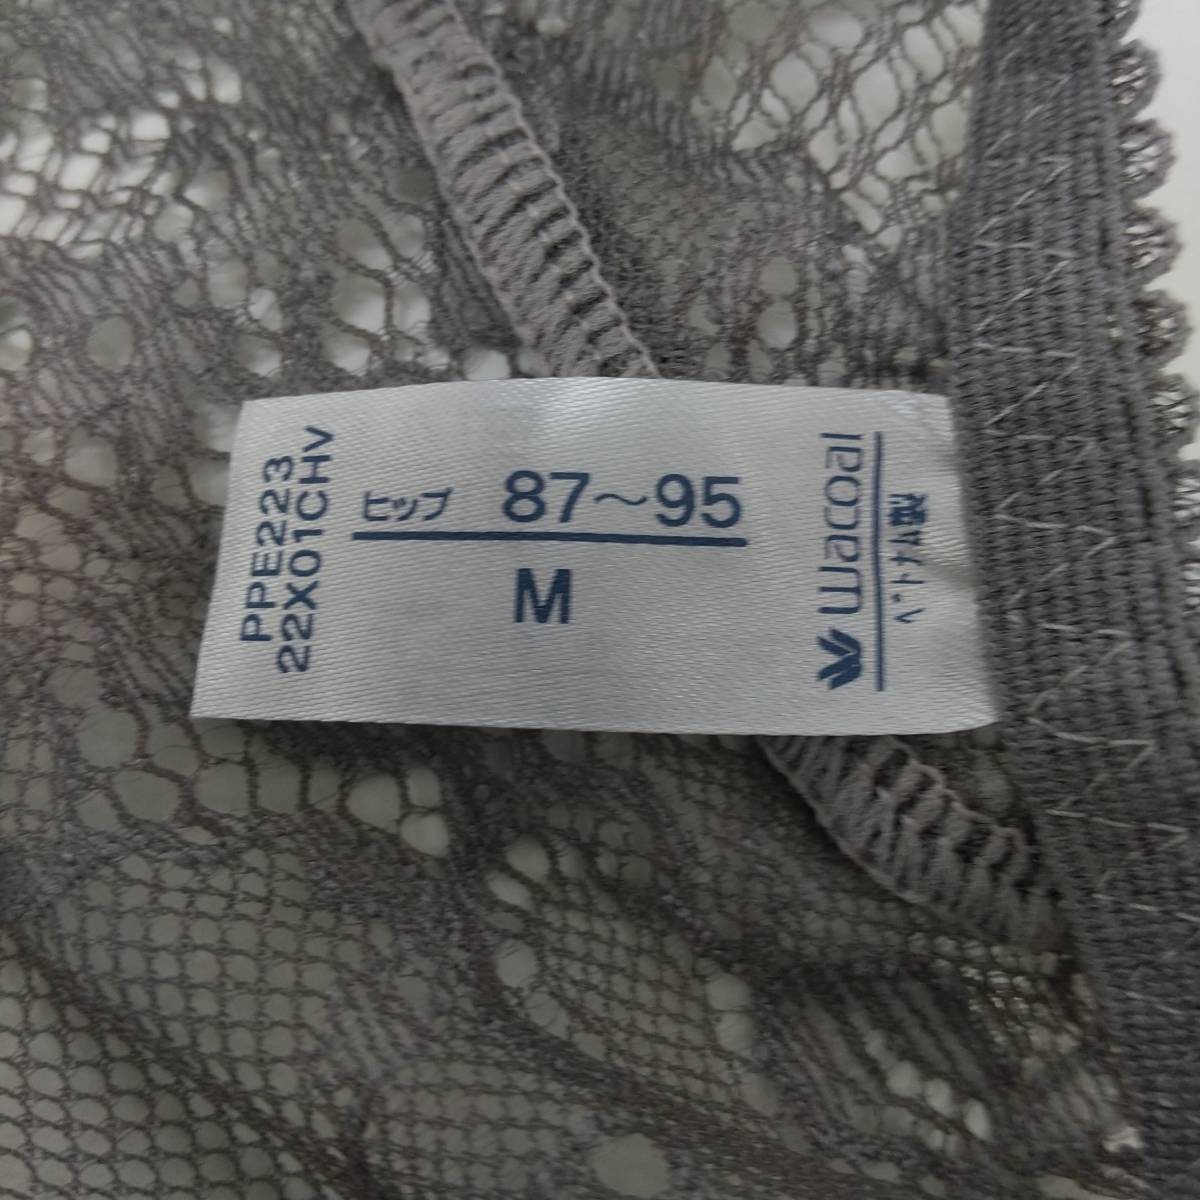 PPE223
22X01CHV
ヒップ 87～95
M
Wacoal
ベトナム製